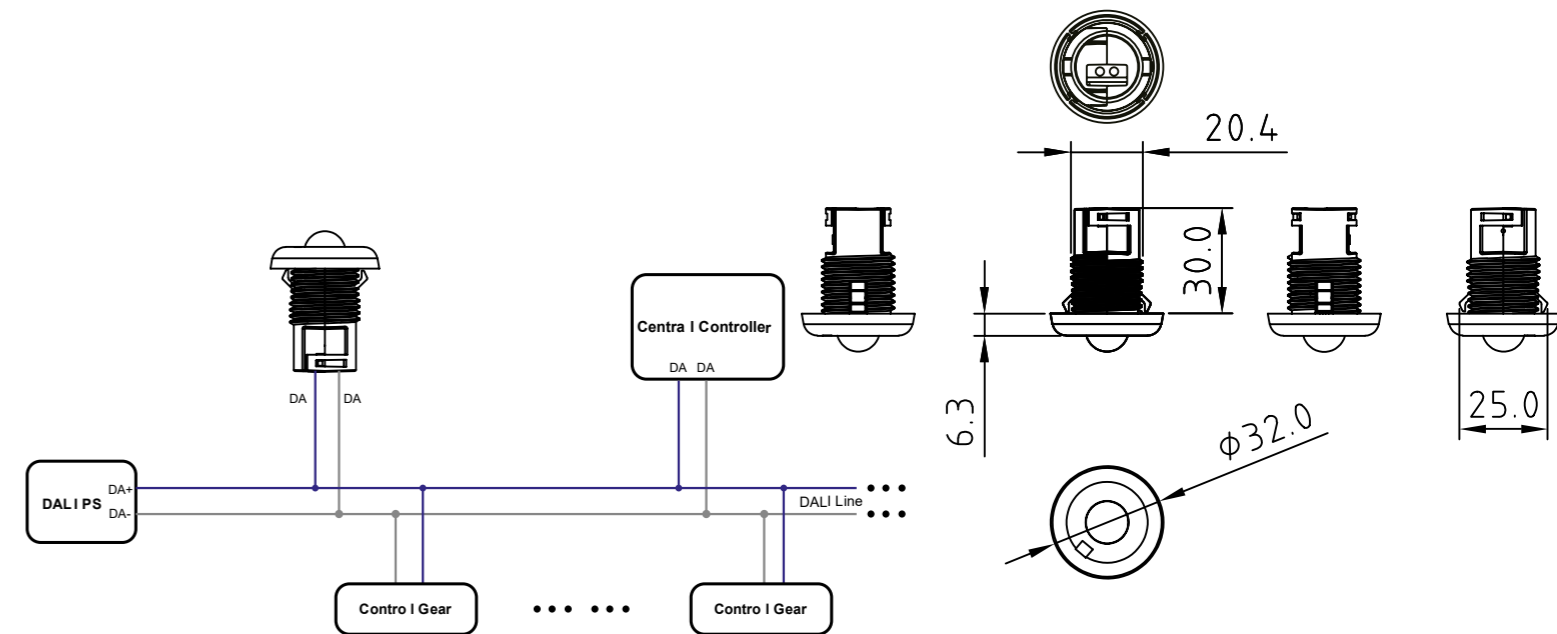 20.4
30.0
6.3
25.0
ф32.0
Centra l Controller
DA DA
DA DA
DALI PS
DA+
DA-
DALI Line
Contro l Gear
Contro l Gear